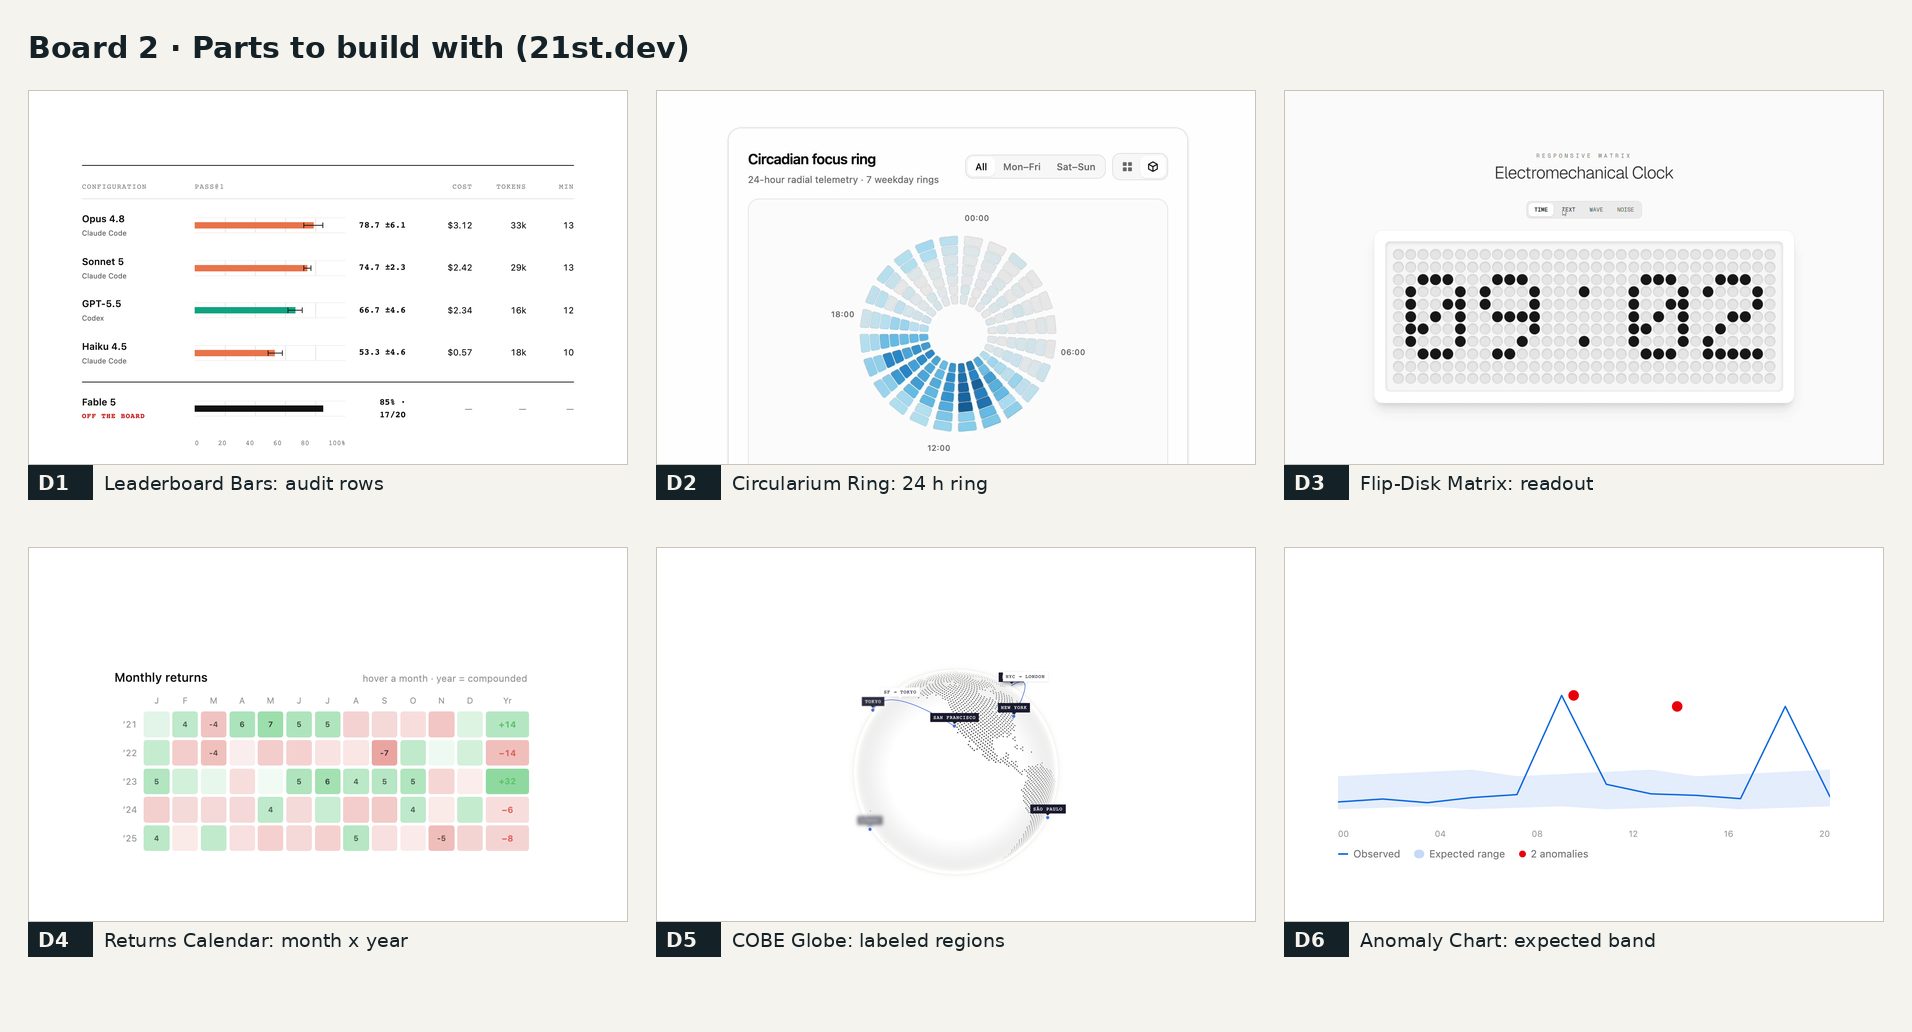 Board 2 · Parts to build with (21st.dev)
CONFIGURATION PASS@1 COST TOKENS MIN
Opus 4.8
Claude Code
78.7 ±6.1 $3.12 33k 13
Sonnet 5
Claude Code
74.7 ±2.3 $2.42 29k 13
GPT-5.5
Codex
66.7 ±4.6 $2.34 16k 12
Haiku 4.5
Claude Code
53.3 ±4.6 $0.57 18k 10
Fable 5
OFF THE BOARD
85% ·
17/20
— — —
0 20 40 60 80 100%
D1 Leaderboard Bars: audit rows
Circadian focus ring
24-hour radial telemetry · 7 weekday rings
All Mon–Fri Sat–Sun
00:00
18:00
06:00
12:00
D2 Circularium Ring: 24 h ring
RESPONSIVE MATRIX
Electromechanical Clock
TIME TEXT WAVE NOISE
09:02
D3 Flip-Disk Matrix: readout
Monthly returns hover a month · year = compounded
J F M A M J J A S O N D Yr
'21 4 -4 6 7 5 5 +14
'22 -4 -7 −14
'23 5 5 6 4 5 5 +32
'24 4 4 −6
'25 4 5 -5 −8
D4 Returns Calendar: month x year
NYC → LONDON
SF → TOKYO
TOKYO
NEW YORK
SAN FRANCISCO
SÃO PAULO
D5 COBE Globe: labeled regions
00 04 08 12 16 20
Observed Expected range 2 anomalies
D6 Anomaly Chart: expected band